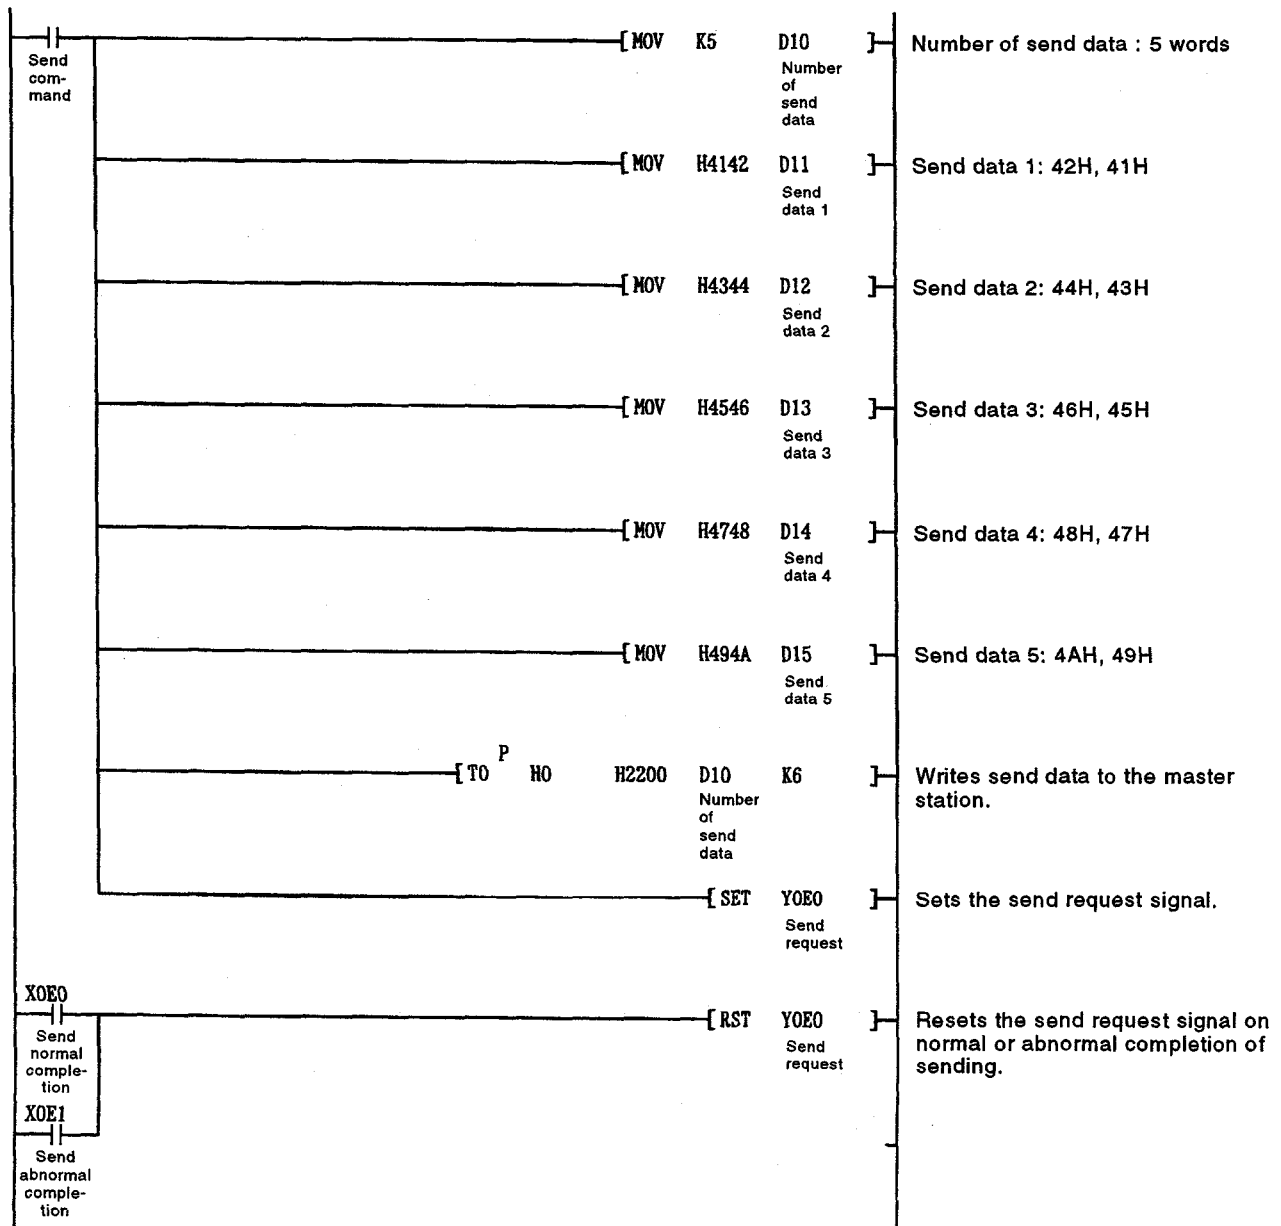 MOV K5 D10 Number of send data : 5 words
Send
com-
mand
Number
of
send
data
MOV H4142 D11 Send data 1: 42H, 41H
Send
data 1
MOV H4344 D12 Send data 2: 44H, 43H
Send
data 2
MOV H4546 D13 Send data 3: 46H, 45H
Send
data 3
MOV H4748 D14 Send data 4: 48H, 47H
Send
data 4
MOV H494A D15 Send data 5: 4AH, 49H
Send
data 5
P
TO H0 H2200 D10 K6 Writes send data to the master
station.
Number
of
send
data
SET Y0E0 Sets the send request signal.
Send
request
X0E0
RST Y0E0 Resets the send request signal on
normal or abnormal completion of
sending.
Send
request
Send
normal
comple-
tion
X0E1
Send
abnormal
comple-
tion